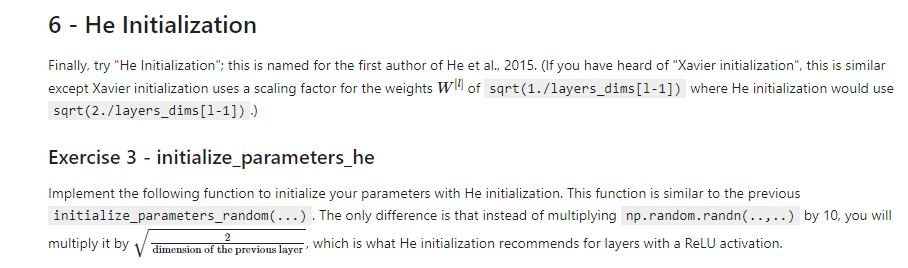 6 - He Initialization
Finally, try "He Initialization"; this is named for the first author of He et al., 2015. (If you have heard of "Xavier initialization", this is similar
except Xavier initialization uses a scaling factor for the weights W^[l] of sqrt(1./layers_dims[l-1]) where He initialization would use
sqrt(2./layers_dims[l-1]) .)
Exercise 3 - initialize_parameters_he
Implement the following function to initialize your parameters with He initialization. This function is similar to the previous
initialize_parameters_random(...) . The only difference is that instead of multiplying np.random.randn(..,..) by 10, you will
multiply it by √(2/dimension of the previous layer), which is what He initialization recommends for layers with a ReLU activation.